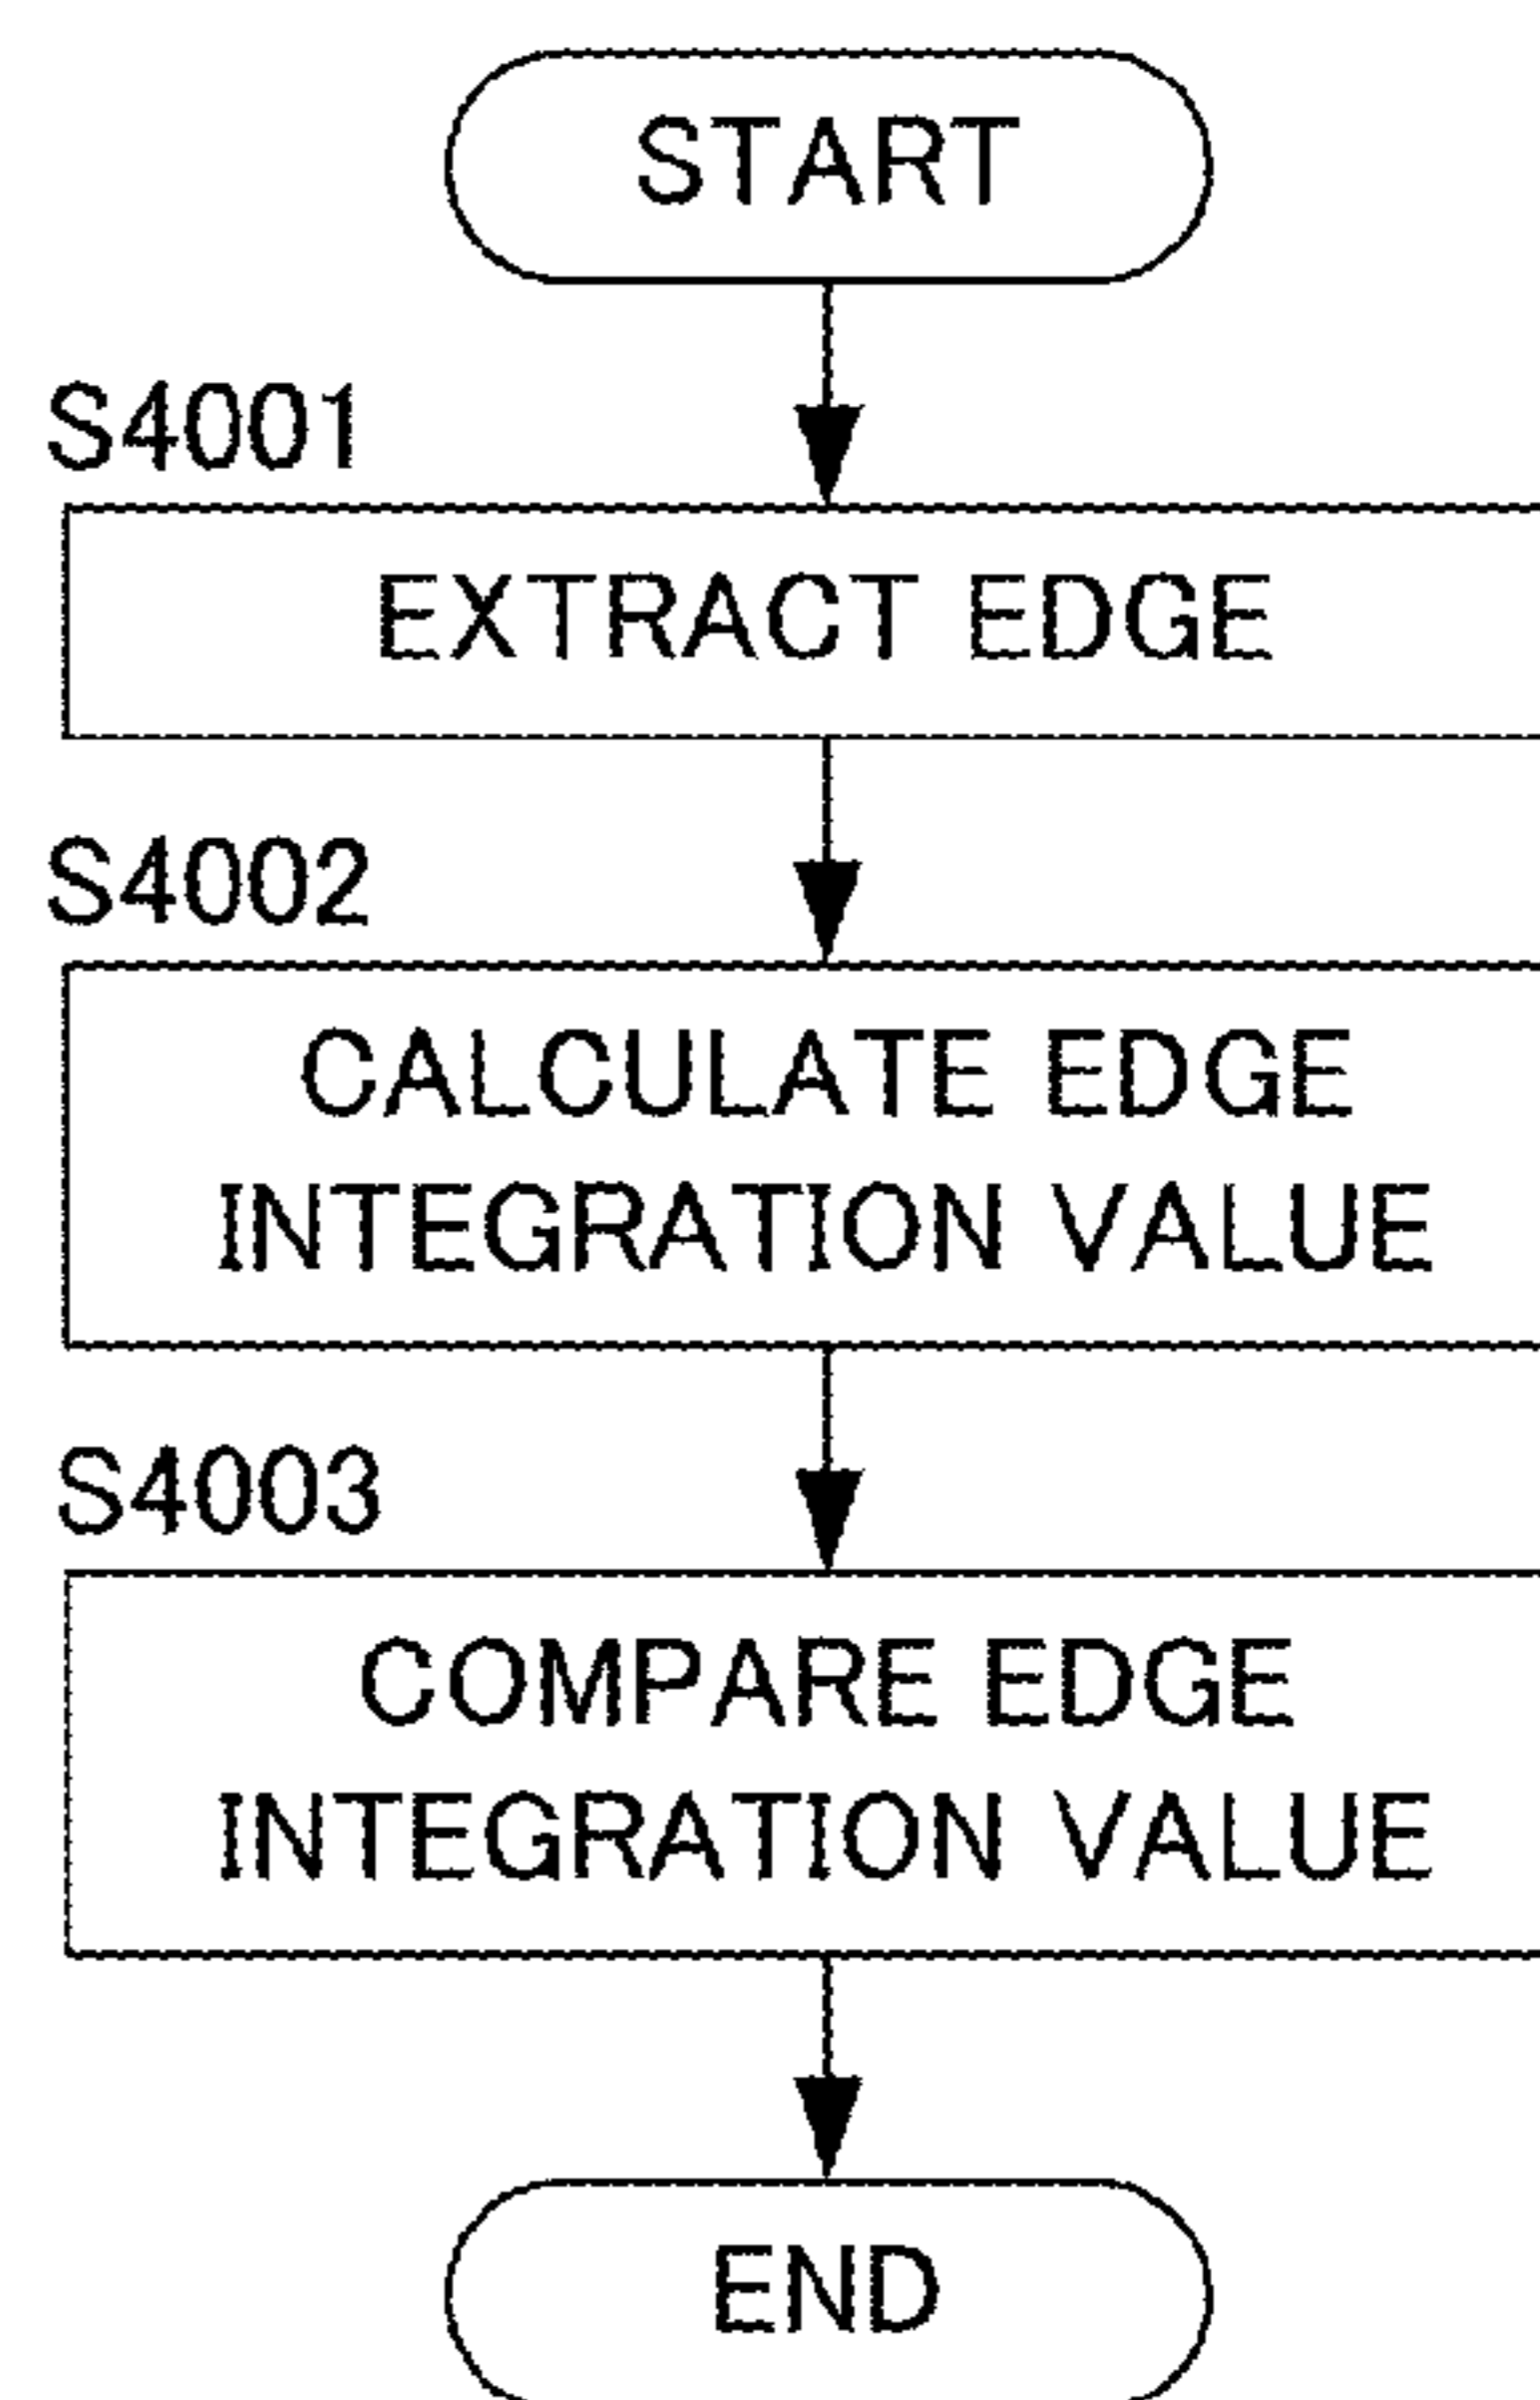 START
S4001
EXTRACT EDGE
S4002
CALCULATE EDGE
INTEGRATION VALUE
S4003
COMPARE EDGE
INTEGRATION VALUE
END